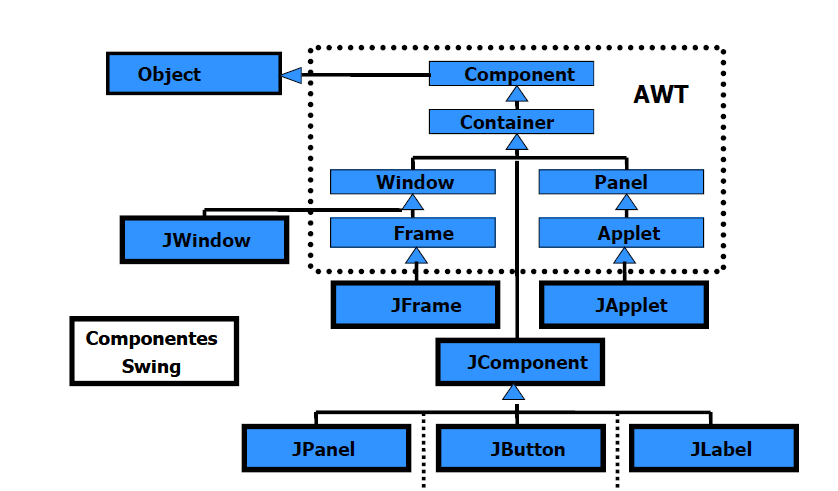 Object
Component
AWT
Container
Window
Panel
JWindow
Frame
Applet
JFrame
JApplet
Componentes
Swing
JComponent
JPanel
JButton
JLabel